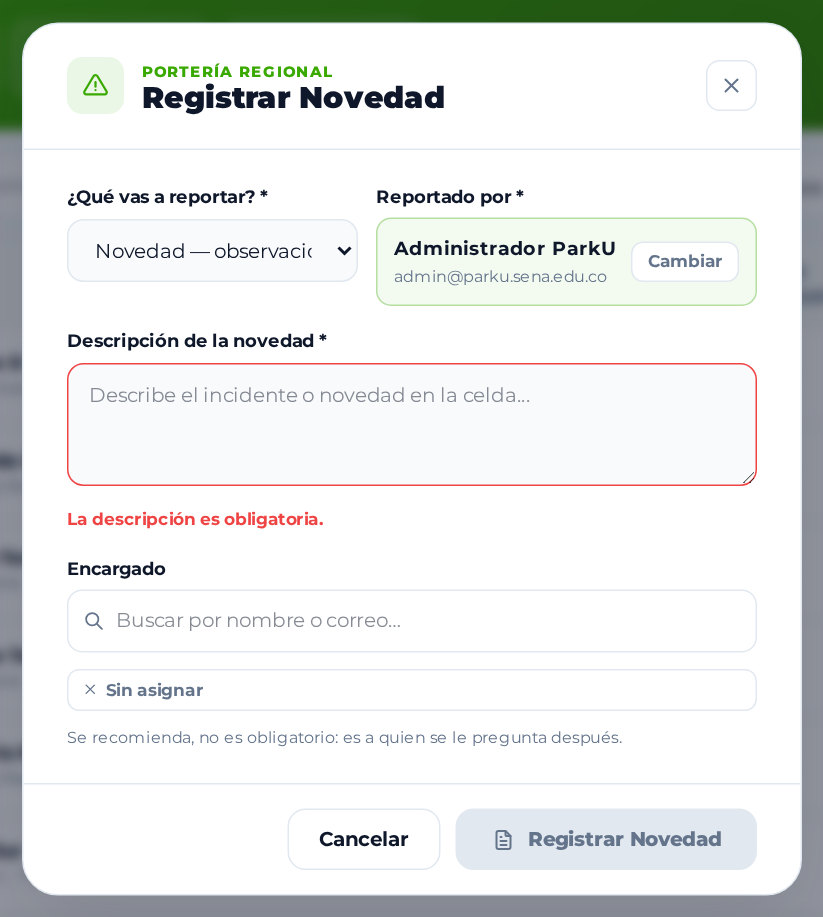 PORTERÍA REGIONAL
Registrar Novedad
¿Qué vas a reportar? *
Reportado por *
Novedad — observació
Administrador ParkU
admin@parku.sena.edu.co
Cambiar
Descripción de la novedad *
Describe el incidente o novedad en la celda...
La descripción es obligatoria.
Encargado
Buscar por nombre o correo...
× Sin asignar
Se recomienda, no es obligatorio: es a quien se le pregunta después.
Cancelar
Registrar Novedad